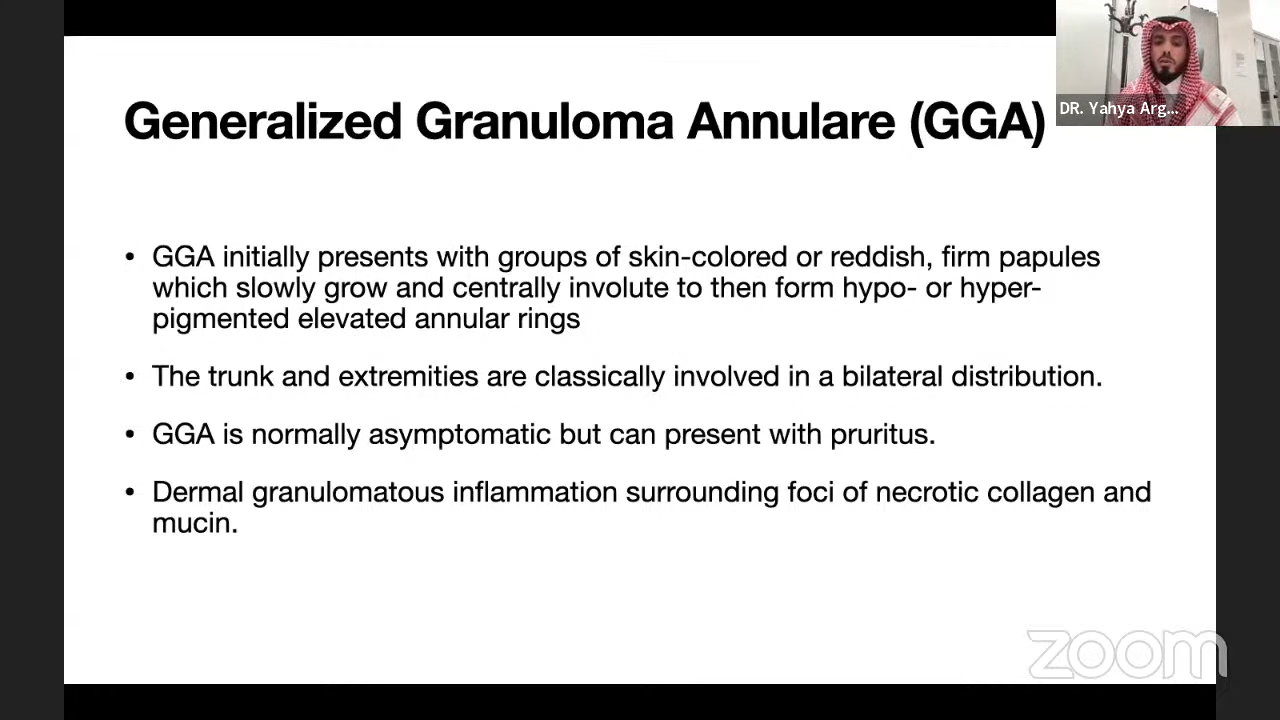 DR. Yahya Arg...
Generalized Granuloma Annulare (GGA)
• GGA initially presents with groups of skin-colored or reddish, firm papules
which slowly grow and centrally involute to then form hypo- or hyper-
pigmented elevated annular rings
• The trunk and extremities are classically involved in a bilateral distribution.
• GGA is normally asymptomatic but can present with pruritus.
• Dermal granulomatous inflammation surrounding foci of necrotic collagen and
mucin.
zoom